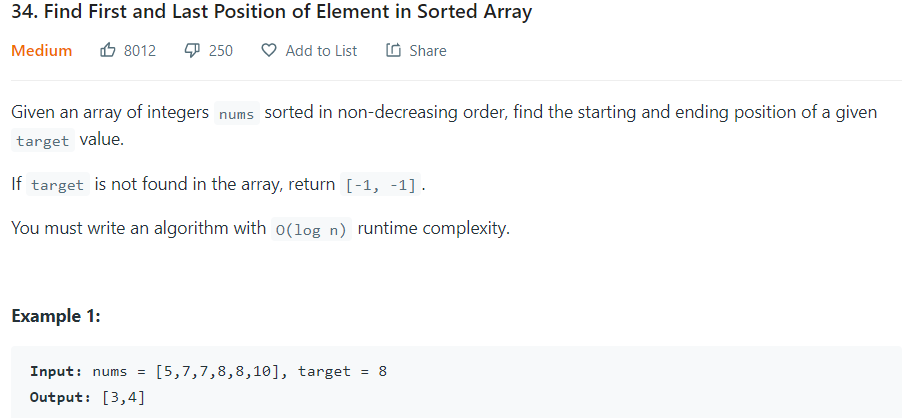 34. Find First and Last Position of Element in Sorted Array
Medium 8012 250 Add to List Share
Given an array of integers nums sorted in non-decreasing order, find the starting and ending position of a given
target value.
If target is not found in the array, return [-1, -1].
You must write an algorithm with O(log n) runtime complexity.
Example 1:
Input: nums = [5,7,7,8,8,10], target = 8
Output: [3,4]